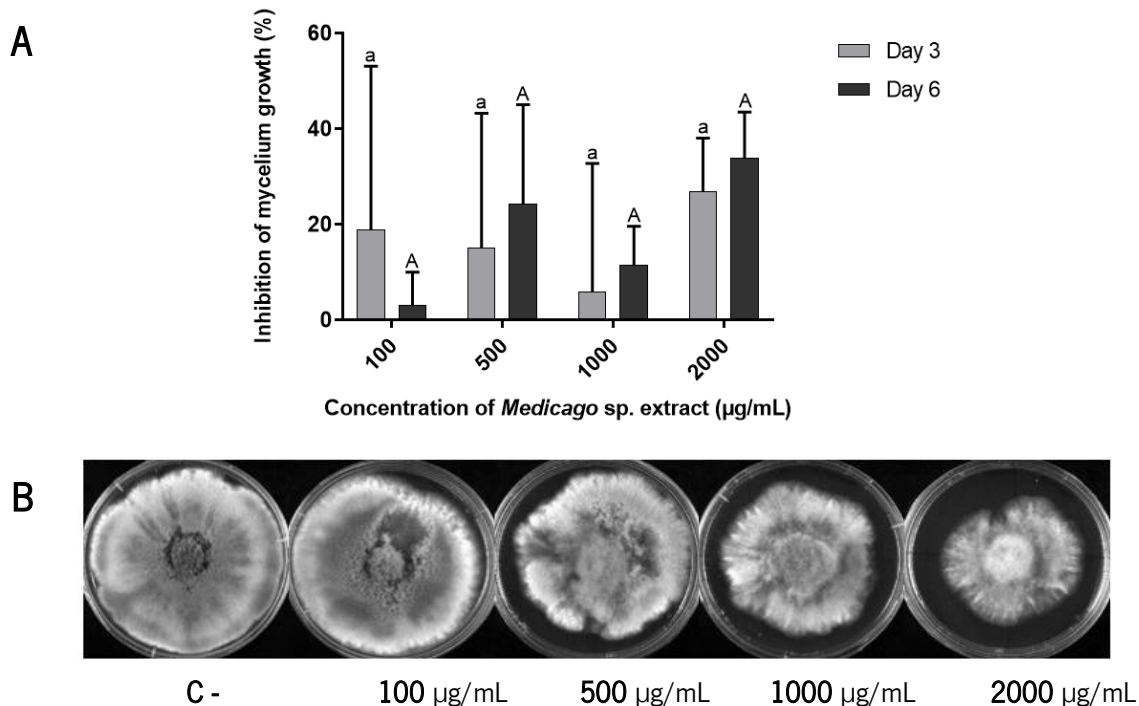 A
Inhibition of mycelium growth (%)
60
40
20
0
a
A
a
A
a
A
a
A
Day 3
Day 6
100
500
1000
2000
Concentration of Medicago sp. extract (µg/mL)
B
C -
100 µg/mL
500 µg/mL
1000 µg/mL
2000 µg/mL